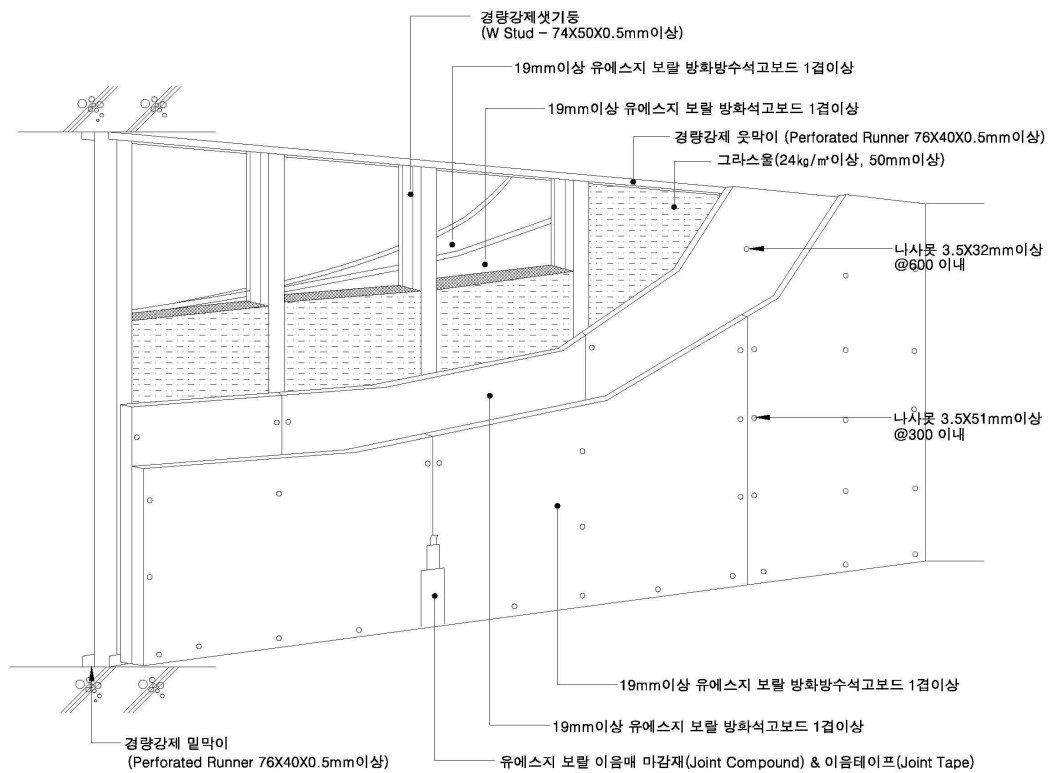 경량강제샛기둥
(W Stud - 74X50X0.5mm이상)
19mm이상 유에스지 보랄 방화방수석고보드 1겹이상
19mm이상 유에스지 보랄 방화석고보드 1겹이상
경량강제 웃막이 (Perforated Runner 76X40X0.5mm이상)
그라스울(24kg/㎥이상, 50mm이상)
나사못 3.5X32mm이상
@600 이내
나사못 3.5X51mm이상
@300 이내
19mm이상 유에스지 보랄 방화방수석고보드 1겹이상
19mm이상 유에스지 보랄 방화석고보드 1겹이상
경량강제 밑막이
(Perforated Runner 76X40X0.5mm이상)
유에스지 보랄 이음매 마감재(Joint Compound) & 이음테이프(Joint Tape)